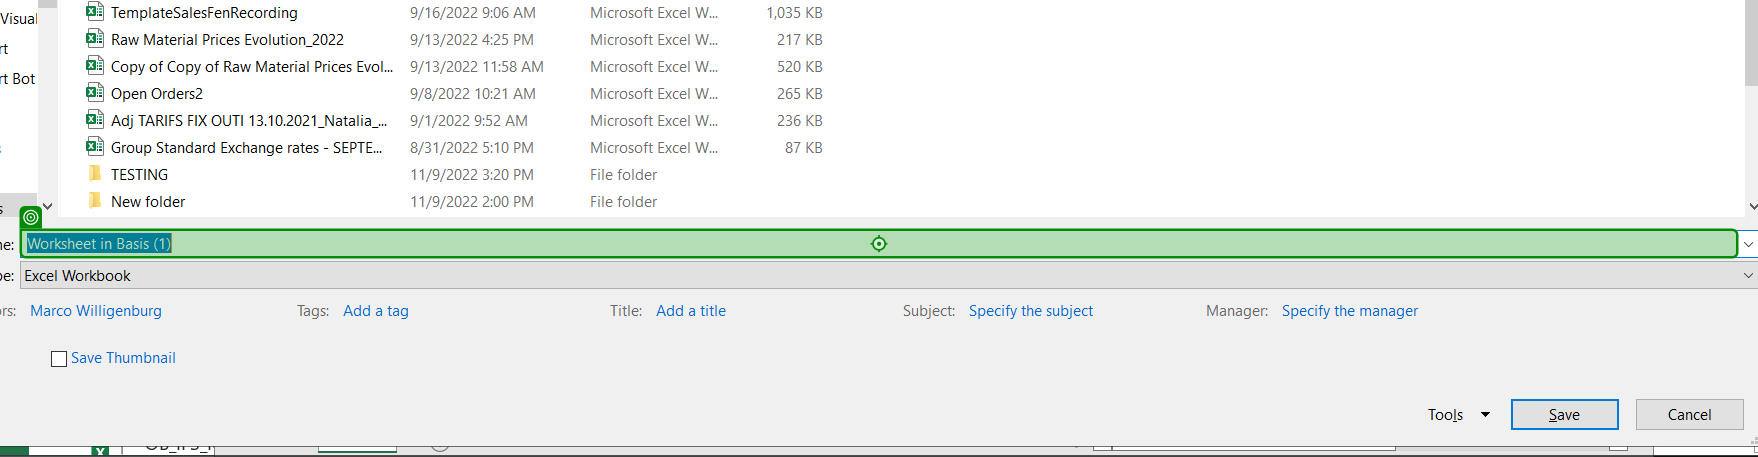 Visual
TemplateSalesFenRecording 9/16/2022 9:06 AM Microsoft Excel W... 1,035 KB
rt Raw Material Prices Evolution_2022 9/13/2022 4:25 PM Microsoft Excel W... 217 KB
Copy of Copy of Raw Material Prices Evol... 9/13/2022 11:58 AM Microsoft Excel W... 520 KB
rt Bot
Open Orders2 9/8/2022 10:21 AM Microsoft Excel W... 265 KB
Adj TARIFS FIX OUTI 13.10.2021_Natalia_... 9/1/2022 9:52 AM Microsoft Excel W... 236 KB
Group Standard Exchange rates - SEPTE... 8/31/2022 5:10 PM Microsoft Excel W... 87 KB
TESTING 11/9/2022 3:20 PM File folder
New folder 11/9/2022 2:00 PM File folder
s
ne: Worksheet in Basis (1)
pe: Excel Workbook
ors: Marco Willigenburg Tags: Add a tag Title: Add a title Subject: Specify the subject Manager: Specify the manager
Save Thumbnail
Tools Save Cancel